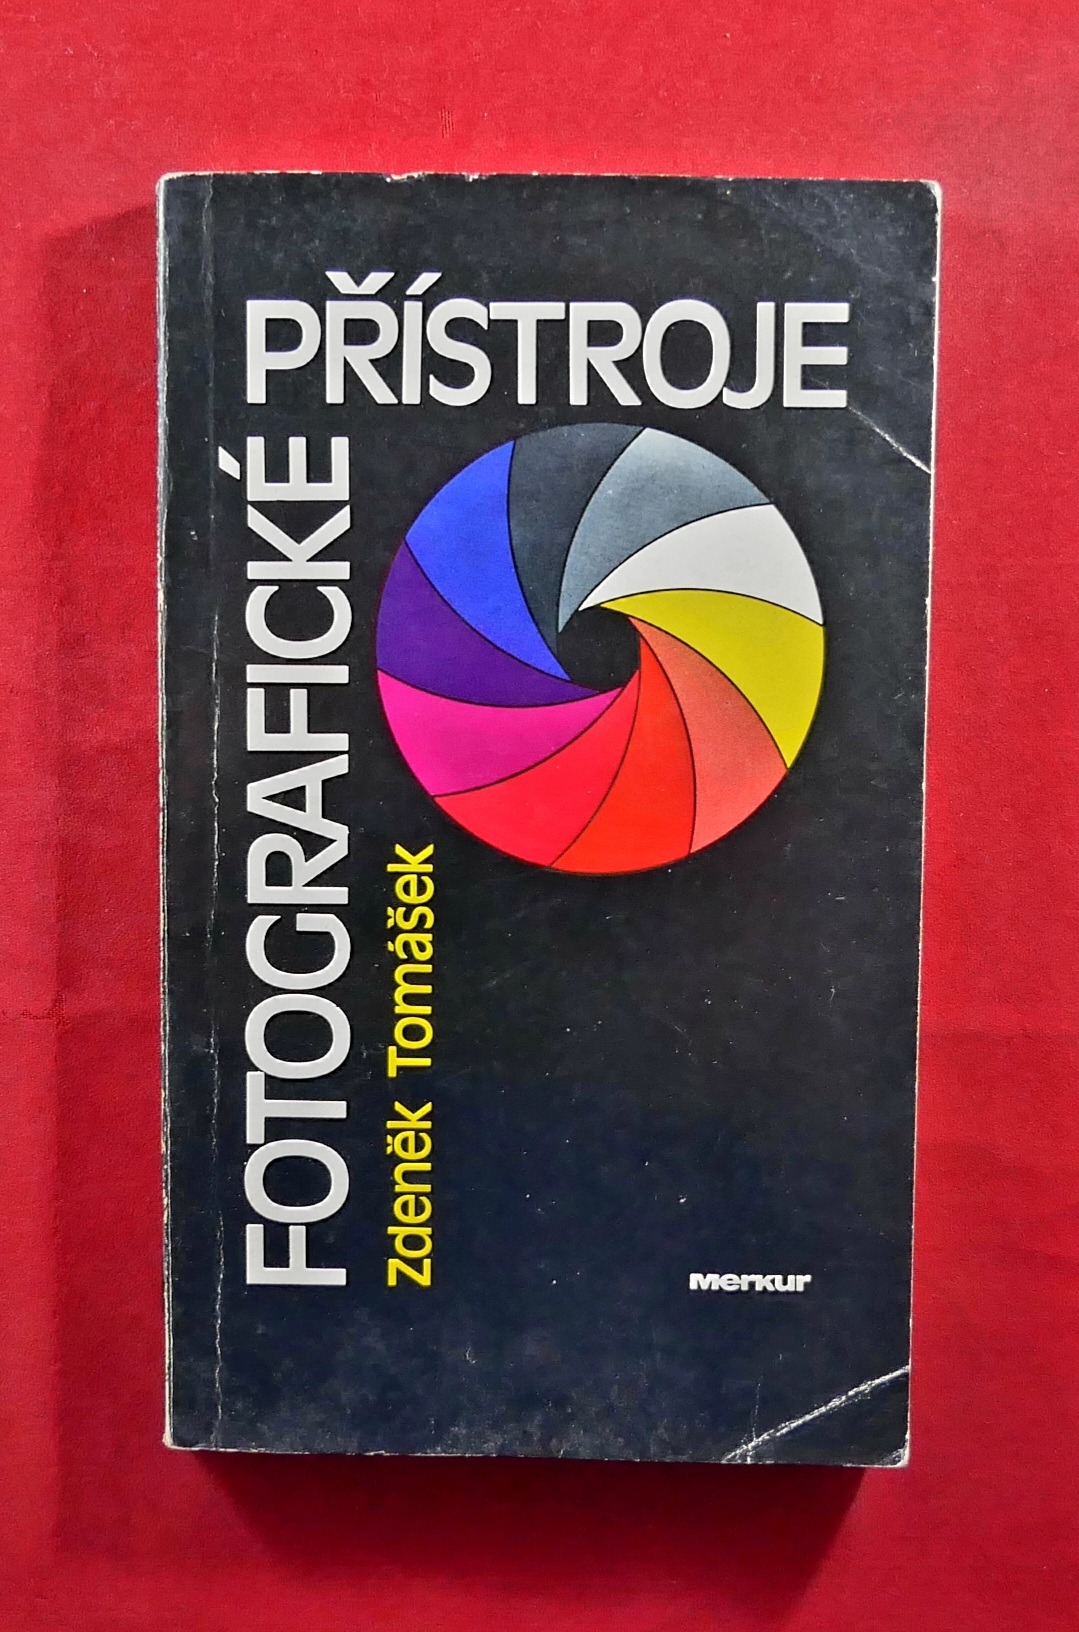 FOTOGRAFICKÉ
PŘÍSTROJE
Zdeněk Tomášek
Merkur